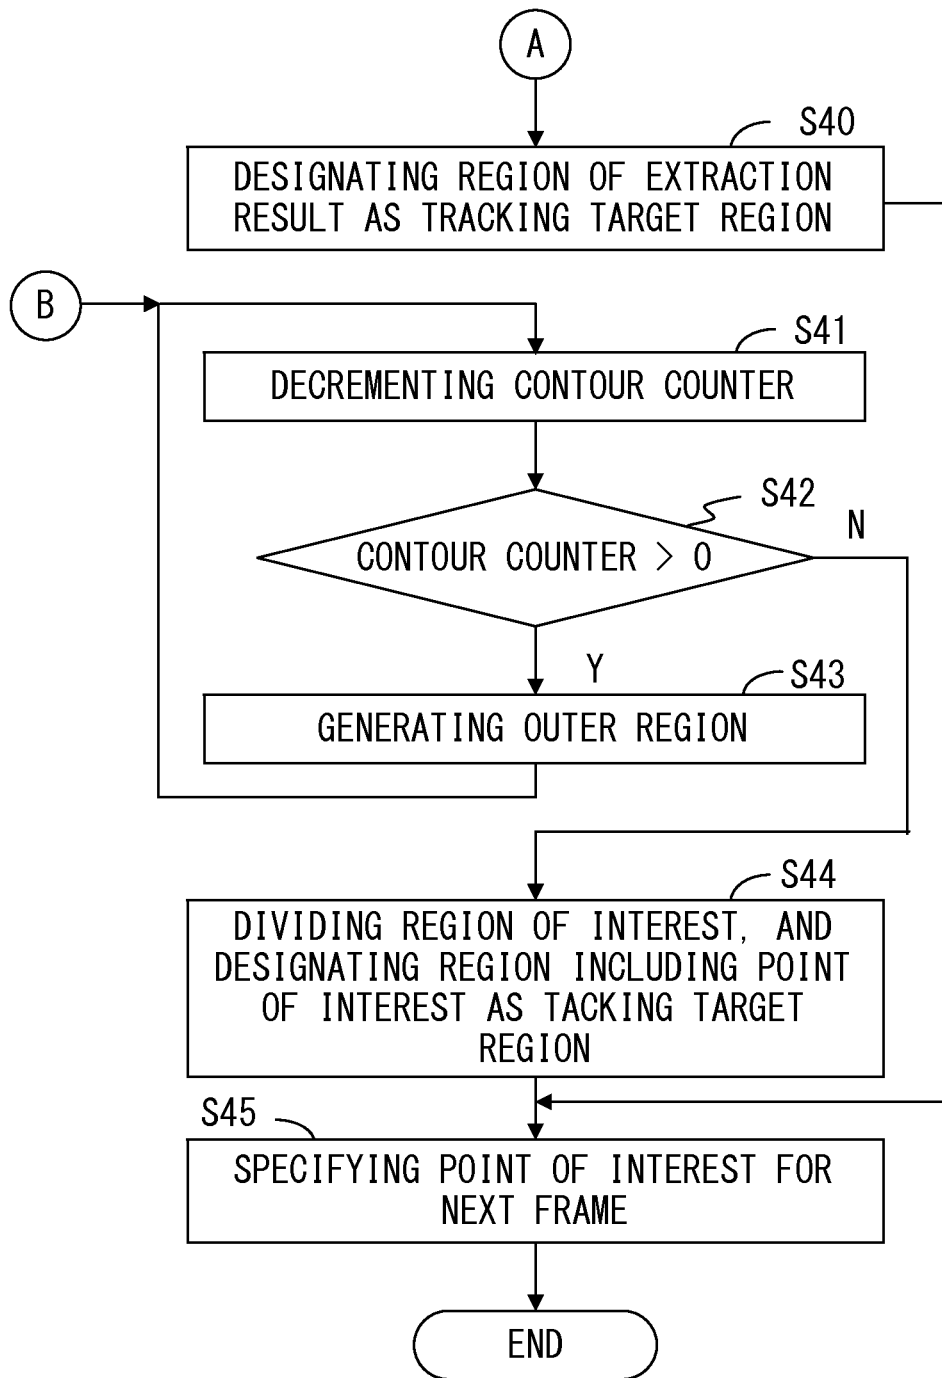 A
S40
DESIGNATING REGION OF EXTRACTION
RESULT AS TRACKING TARGET REGION
B
S41
DECREMENTING CONTOUR COUNTER
S42
N
CONTOUR COUNTER > 0
Y
S43
GENERATING OUTER REGION
S44
DIVIDING REGION OF INTEREST, AND
DESIGNATING REGION INCLUDING POINT
OF INTEREST AS TACKING TARGET
REGION
S45
SPECIFYING POINT OF INTEREST FOR
NEXT FRAME
END